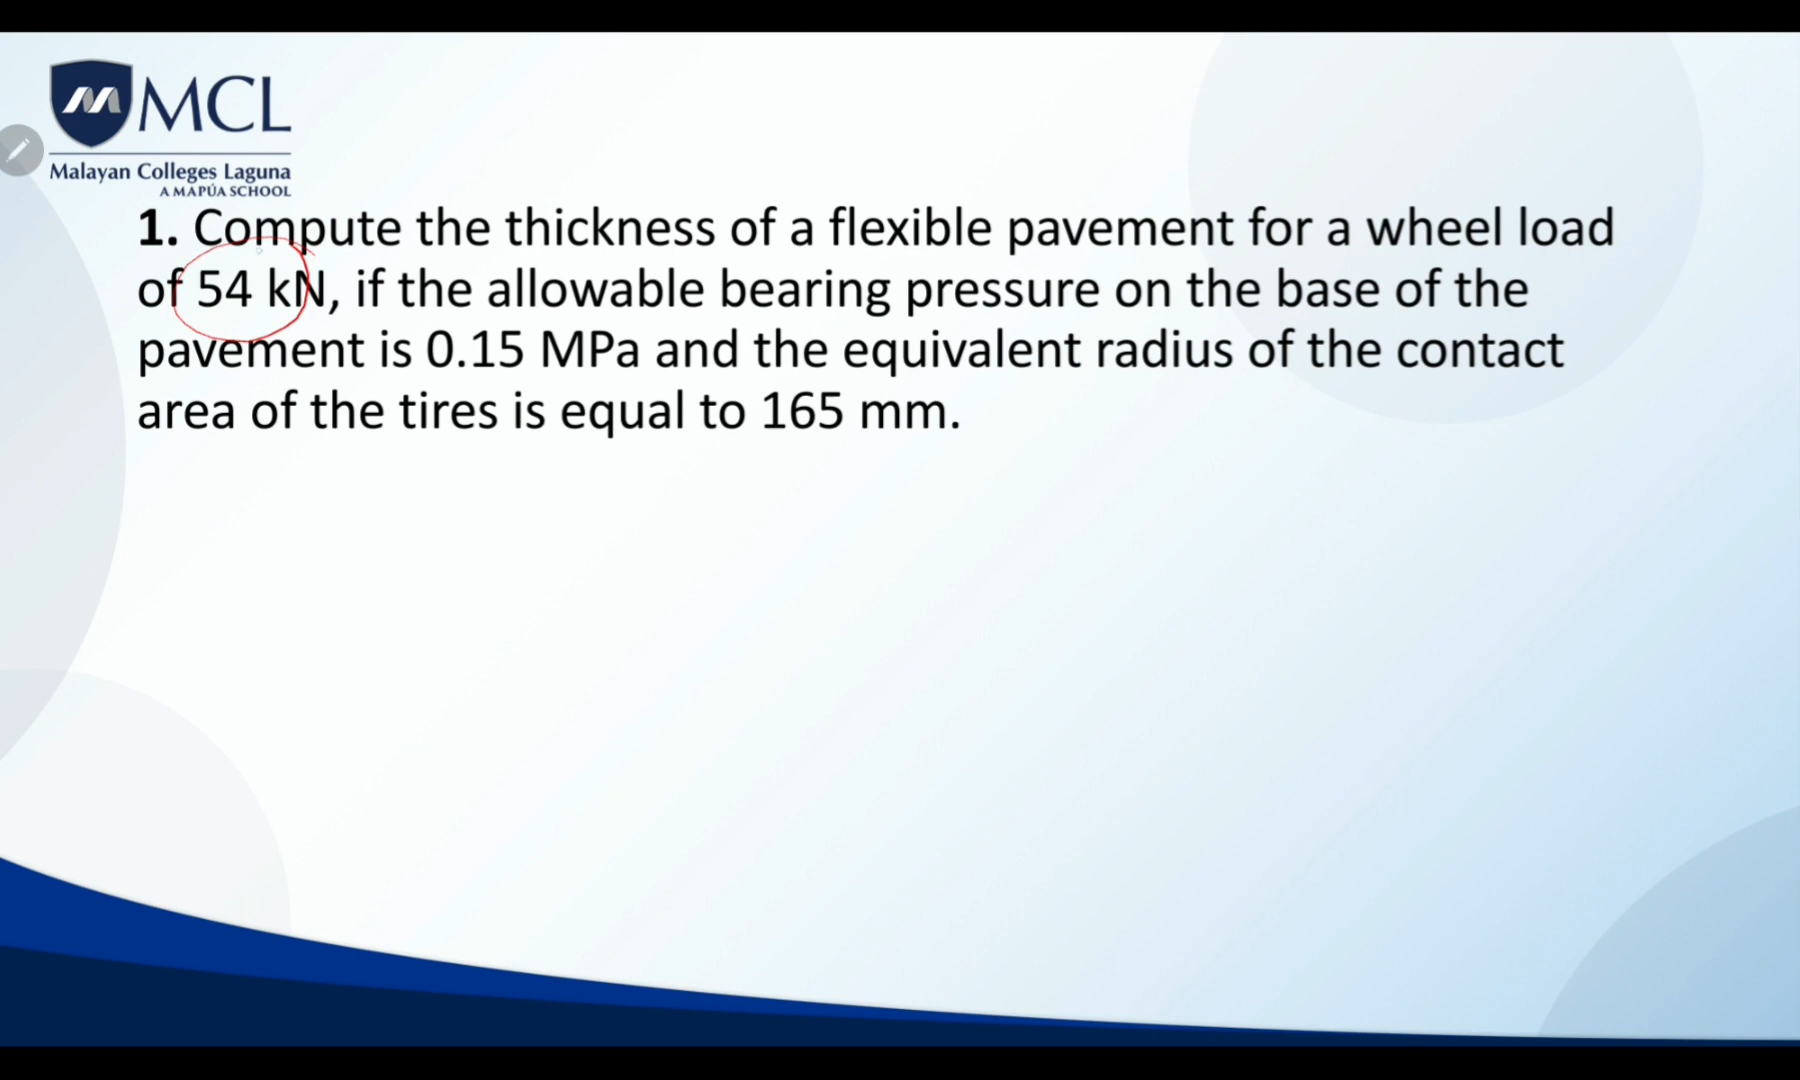 MCL
Malayan Colleges Laguna
A MAPÚA SCHOOL
1. Compute the thickness of a flexible pavement for a wheel load
of 54 kN, if the allowable bearing pressure on the base of the
pavement is 0.15 MPa and the equivalent radius of the contact
area of the tires is equal to 165 mm.